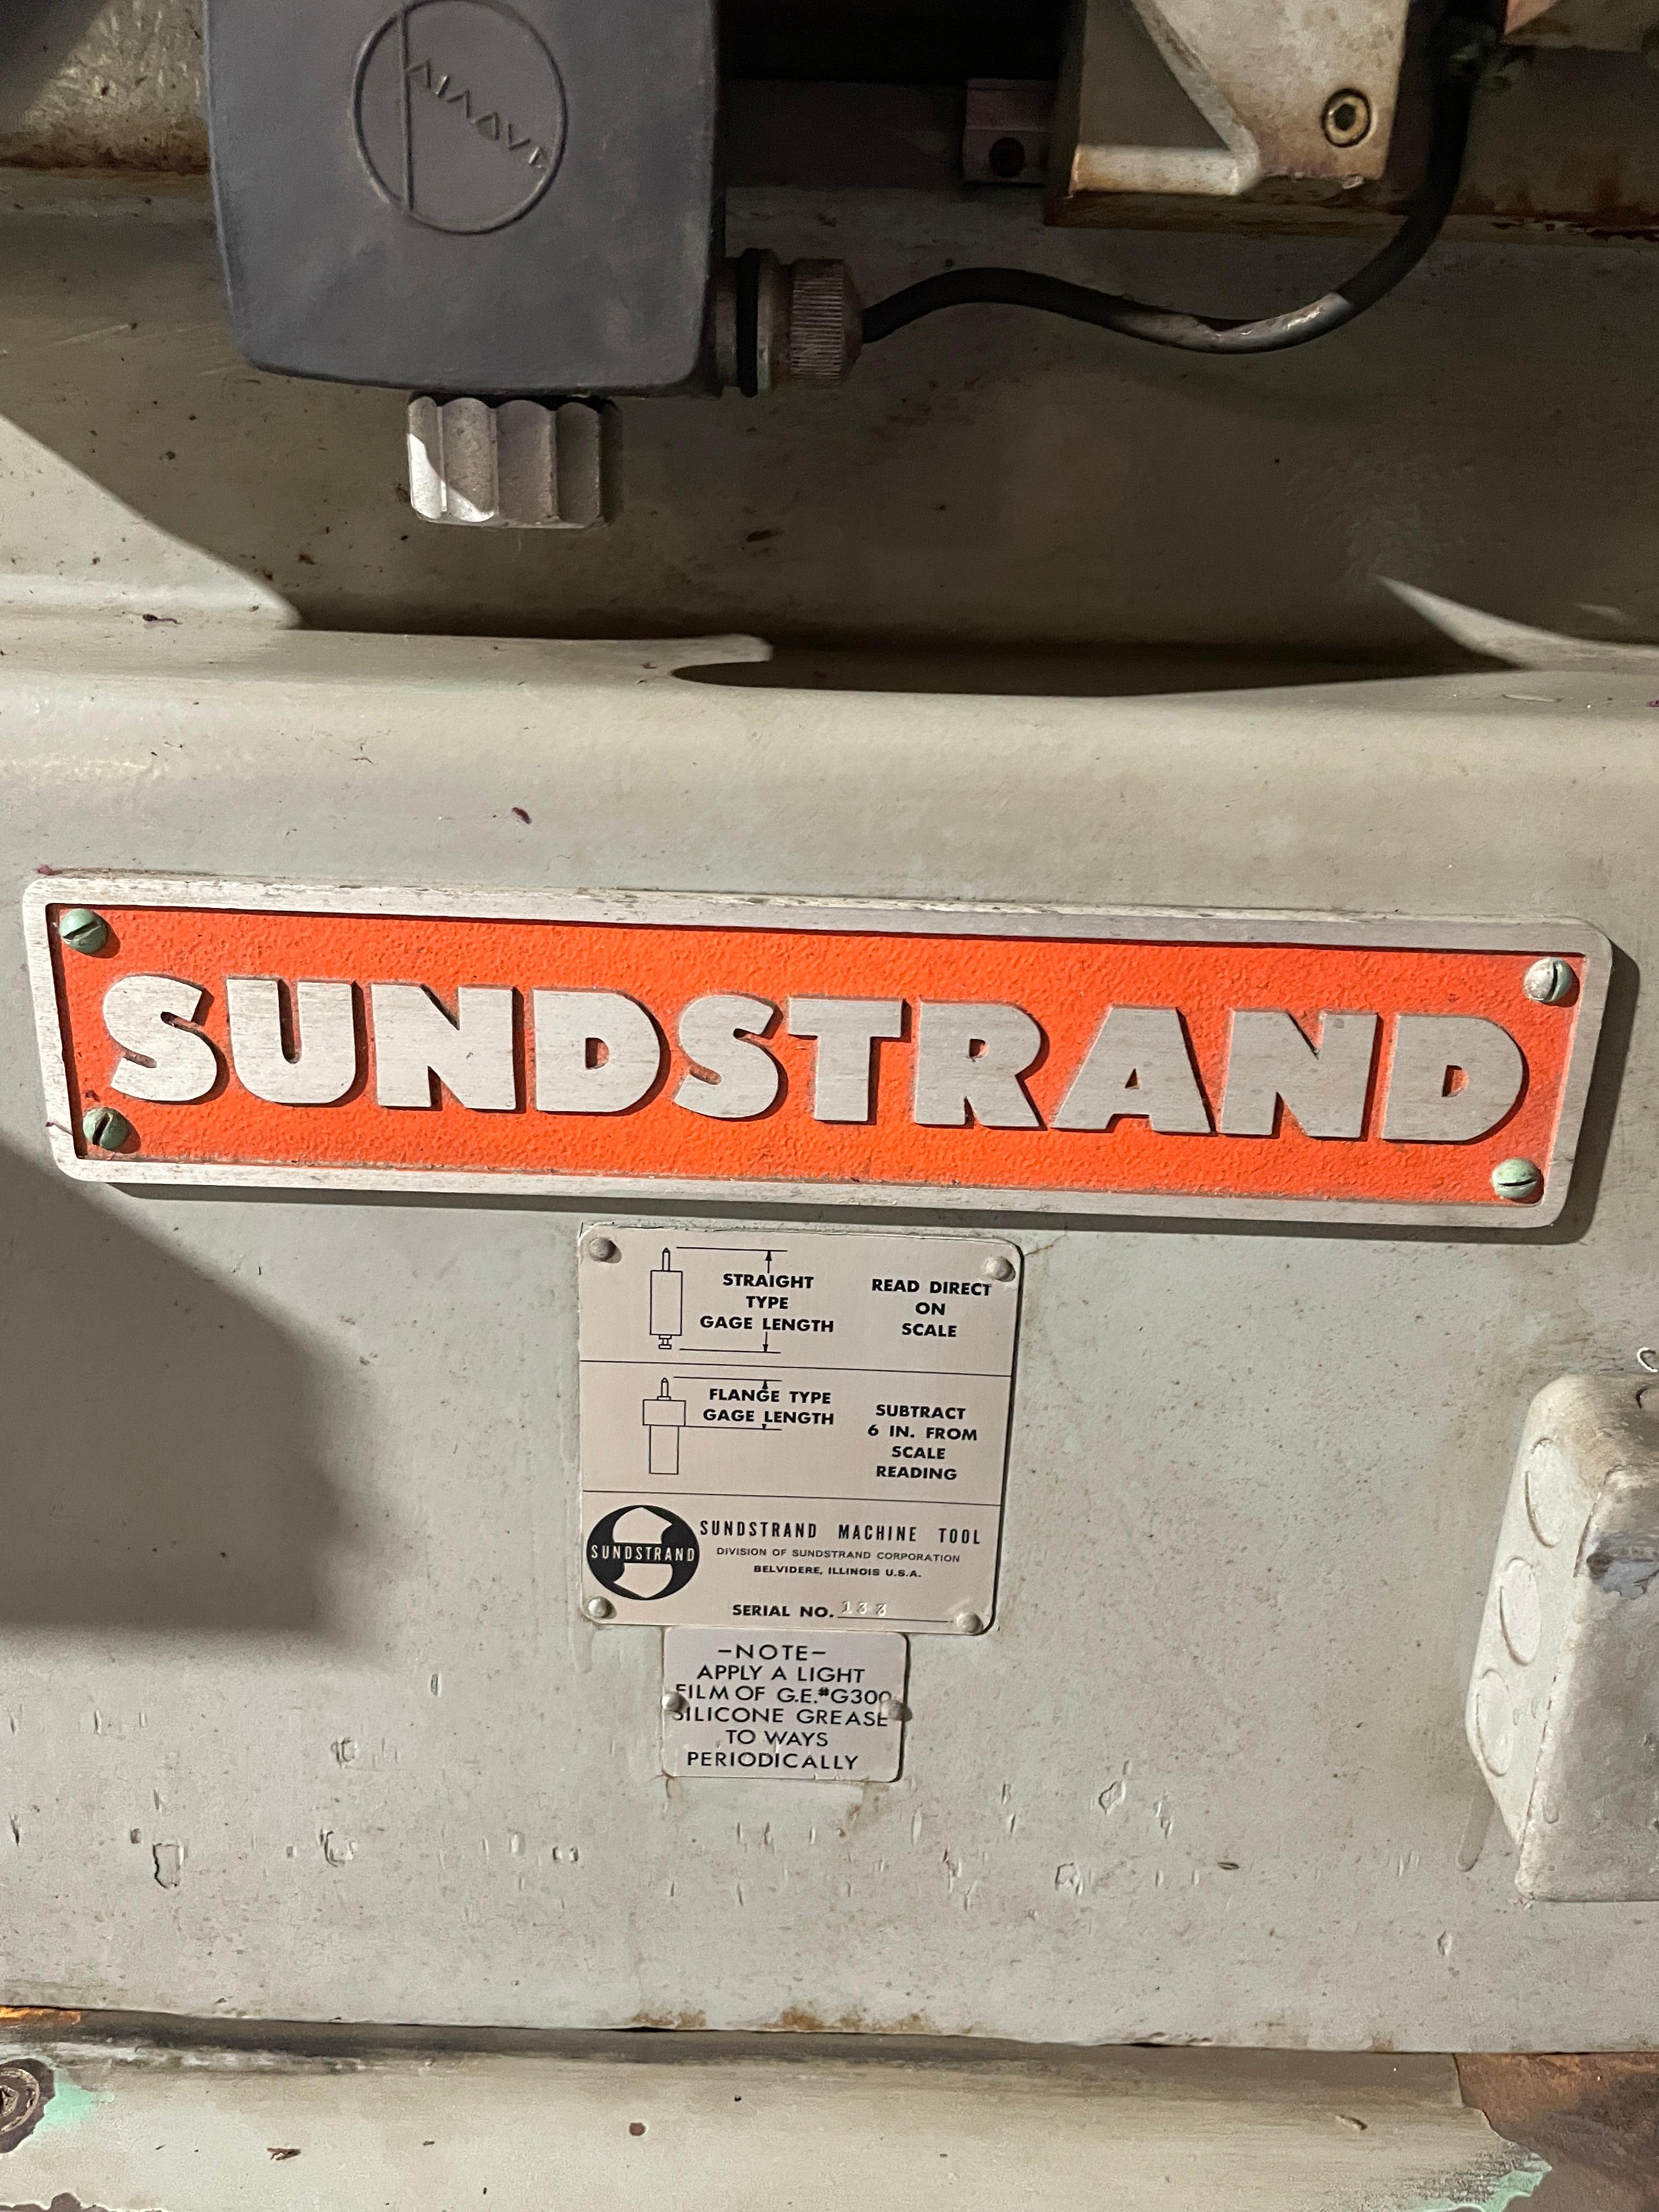 SUNDSTRAND
STRAIGHT
TYPE
GAGE LENGTH
READ DIRECT
ON
SCALE
FLANGE TYPE
GAGE LENGTH
SUBTRACT
6 IN. FROM
SCALE
READING
SUNDSTRAND
SUNDSTRAND MACHINE TOOL
DIVISION OF SUNDSTRAND CORPORATION
BELVIDERE, ILLINOIS U.S.A.
SERIAL NO. 133
-NOTE-
APPLY A LIGHT
FILM OF G.E.#G300
SILICONE GREASE
TO WAYS
PERIODICALLY